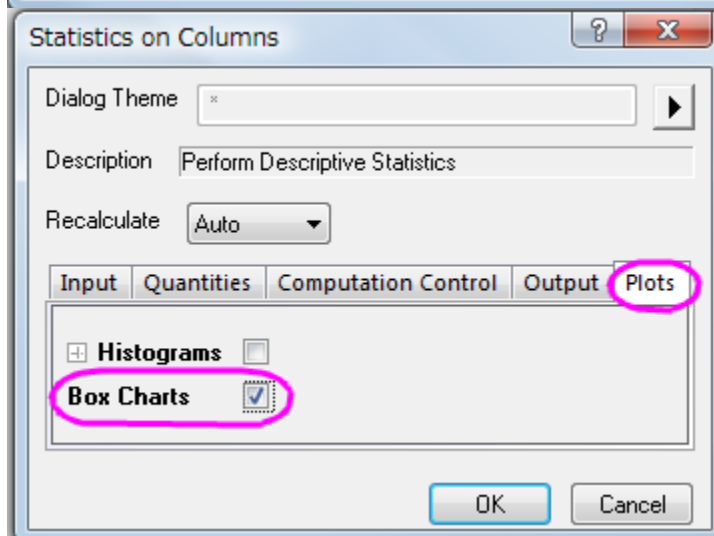 Statistics on Columns
Dialog Theme *
Description Perform Descriptive Statistics
Recalculate Auto
Input Quantities Computation Control Output Plots
Histograms
Box Charts
OK Cancel